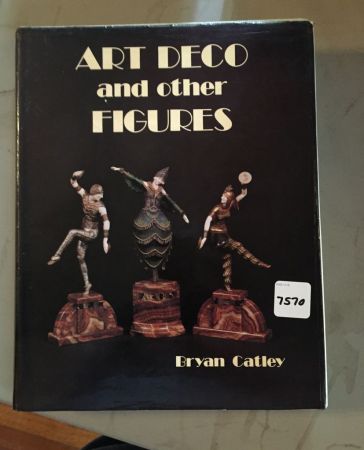 ART DECO
and other
FIGURES
7570
Bryan Catley